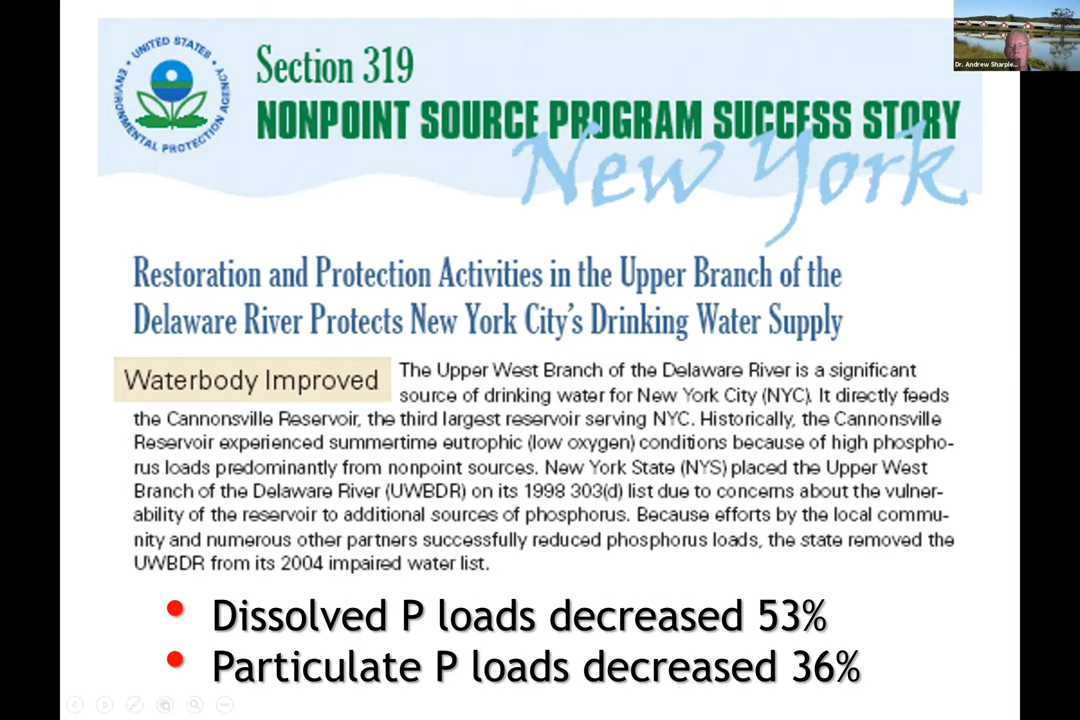 UNITED STATES
ENVIRONMENTAL PROTECTION AGENCY
Section 319
NONPOINT SOURCE PROGRAM SUCCESS STORY
New York
Dr. Andrew Sharple...
Restoration and Protection Activities in the Upper Branch of the
Delaware River Protects New York City's Drinking Water Supply
Waterbody Improved
The Upper West Branch of the Delaware River is a significant
source of drinking water for New York City (NYC). It directly feeds
the Cannonsville Reservoir, the third largest reservoir serving NYC. Historically, the Cannonsville
Reservoir experienced summertime eutrophic (low oxygen) conditions because of high phospho-
rus loads predominantly from nonpoint sources. New York State (NYS) placed the Upper West
Branch of the Delaware River (UWBDR) on its 1998 303(d) list due to concerns about the vulner-
ability of the reservoir to additional sources of phosphorus. Because efforts by the local commu-
nity and numerous other partners successfully reduced phosphorus loads, the state removed the
UWBDR from its 2004 impaired water list.
• Dissolved P loads decreased 53%
• Particulate P loads decreased 36%